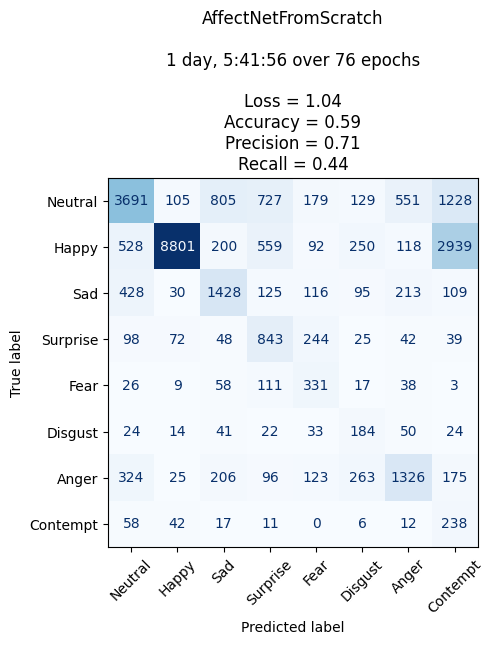 AffectNetFromScratch
1 day, 5:41:56 over 76 epochs
Loss = 1.04
Accuracy = 0.59
Precision = 0.71
Recall = 0.44
Neutral 3691 105 805 727 179 129 551 1228
Happy 528 8801 200 559 92 250 118 2939
Sad 428 30 1428 125 116 95 213 109
Surprise 98 72 48 843 244 25 42 39
Fear 26 9 58 111 331 17 38 3
Disgust 24 14 41 22 33 184 50 24
Anger 324 25 206 96 123 263 1326 175
Contempt 58 42 17 11 0 6 12 238
True label
Neutral Happy Sad Surprise Fear Disgust Anger Contempt
Predicted label